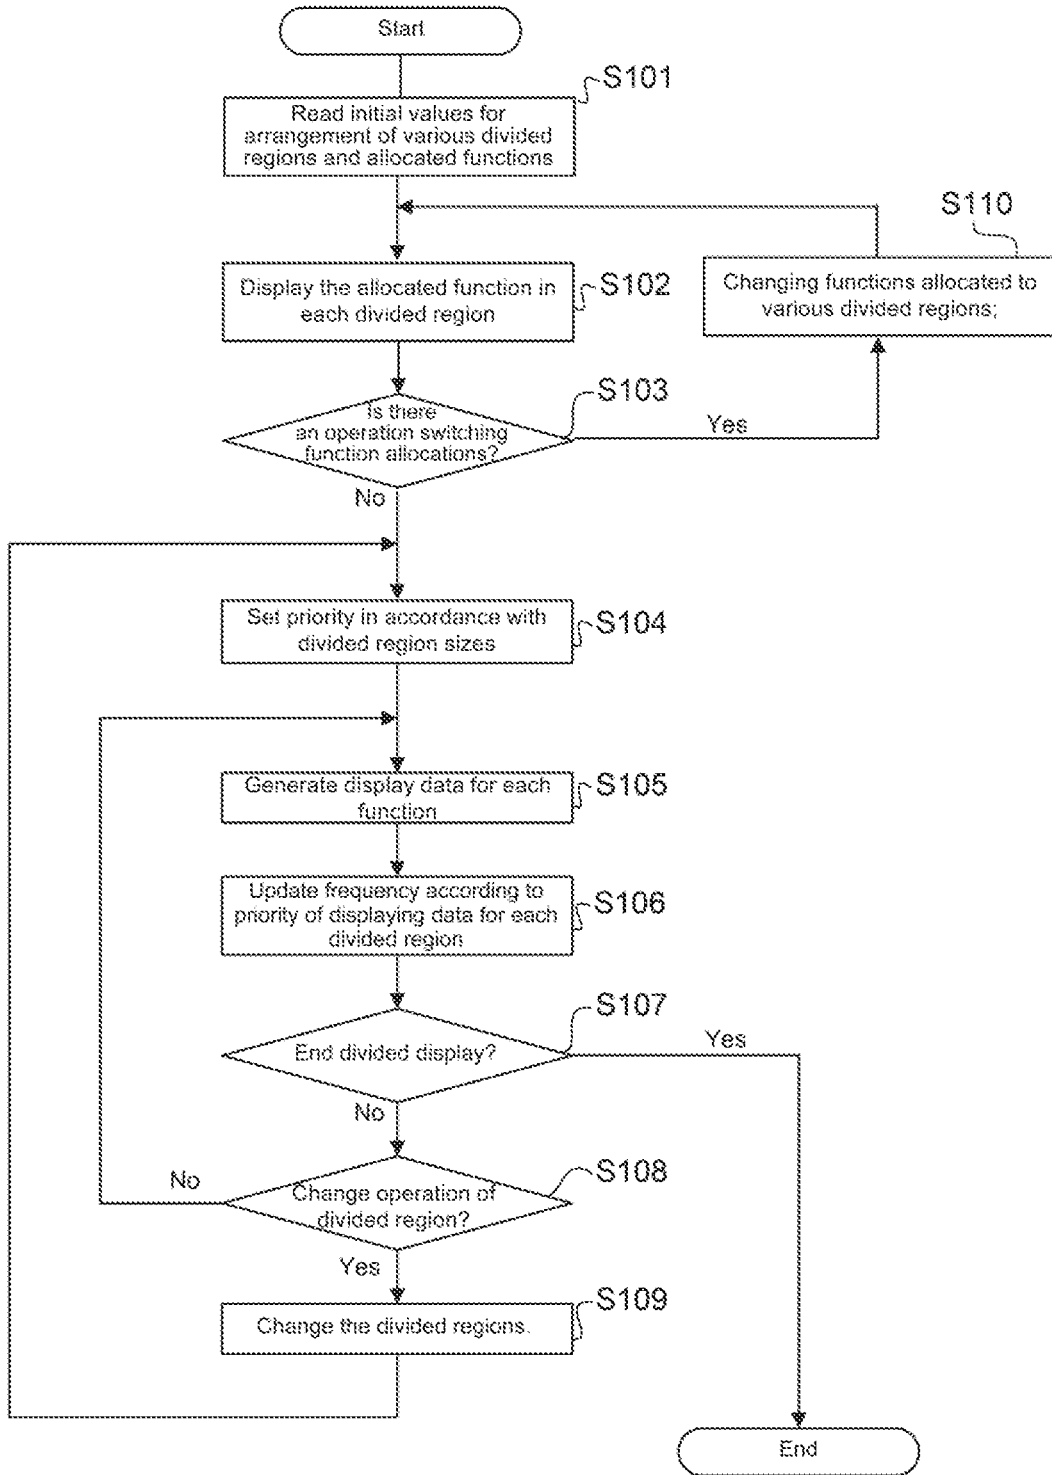 Start
S101
Read initial values for
arrangement of various divided
regions and allocated functions
S110
Changing functions allocated to
various divided regions;
S102
Display the allocated function in
each divided region
S103
Is there
an operation switching
function allocations?
Yes
No
Set priority in accordance with
divided region sizes
S104
Generate display data for each
function
S105
Update frequency according to
priority of displaying data for each
divided region
S106
S107
End divided display?
Yes
No
S108
No
Change operation of
divided region?
Yes
S109
Change the divided regions.
End